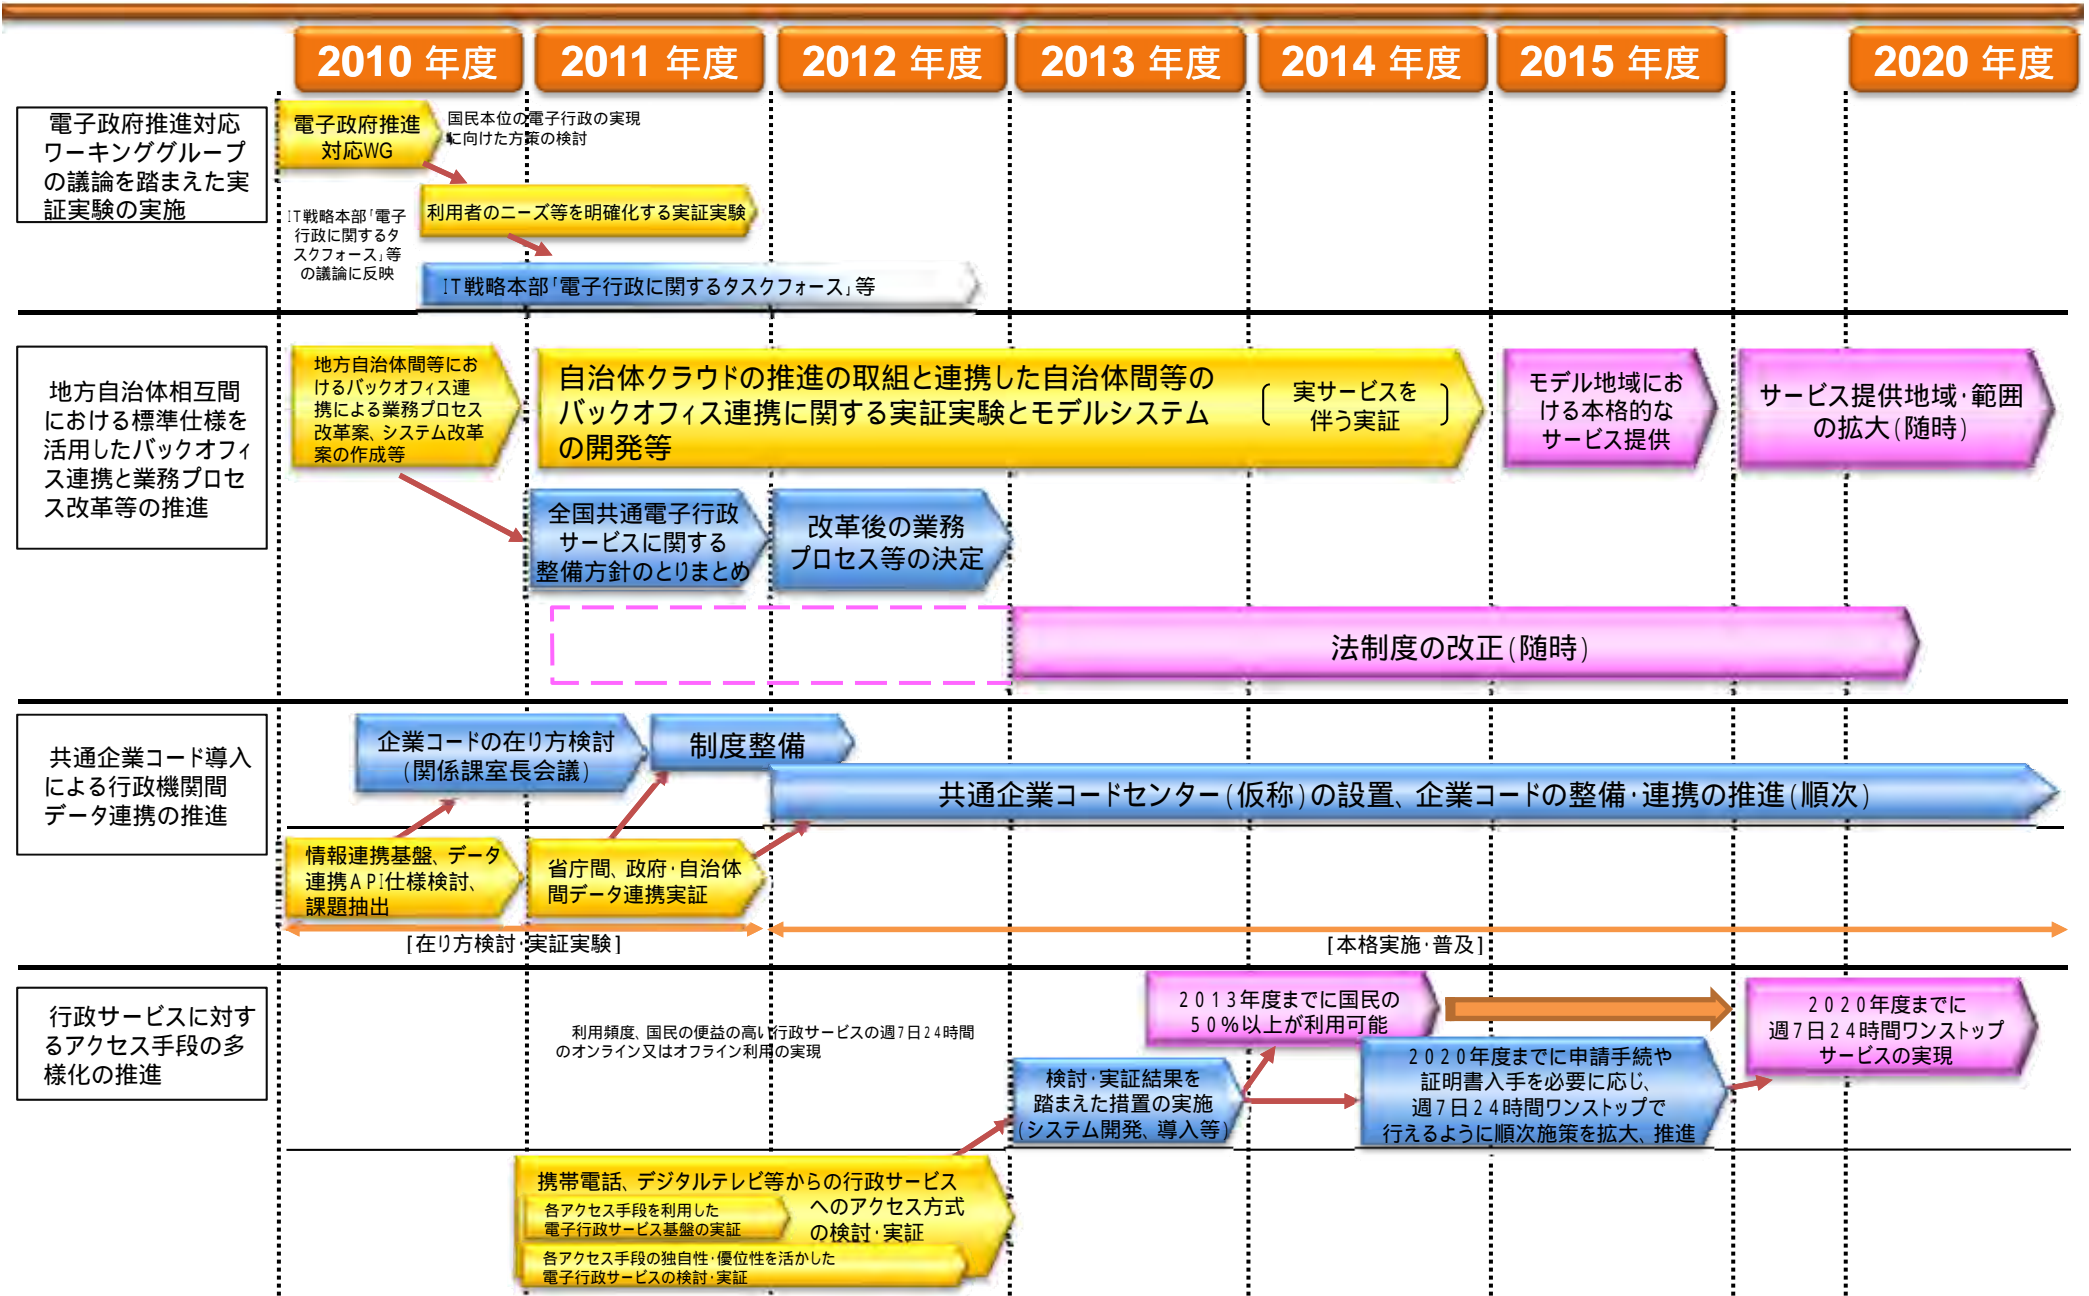 2010 年度
2011 年度
2012 年度
2013 年度
2014 年度
2015 年度
2020 年度
電子政府推進対応
ワーキンググループ
の議論を踏まえた実
証実験の実施
電子政府推進
対応WG
国民本位の電子行政の実現
に向けた方策の検討
利用者のニーズ等を明確化する実証実験
IT戦略本部「電子
行政に関するタ
スクフォース」等
の議論に反映
IT戦略本部「電子行政に関するタスクフォース」等
地方自治体相互間
における標準仕様を
活用したバックオフィ
ス連携と業務プロセ
ス改革等の推進
地方自治体間等にお
けるバックオフィス連
携による業務プロセス
改革案、システム改革
案の作成等
自治体クラウドの推進の取組と連携した自治体間等の
バックオフィス連携に関する実証実験とモデルシステム
の開発等
実サービスを
伴う実証
モデル地域にお
ける本格的な
サービス提供
サービス提供地域・範囲
の拡大(随時)
全国共通電子行政
サービスに関する
整備方針のとりまとめ
改革後の業務
プロセス等の決定
法制度の改正(随時)
共通企業コード導入
による行政機関間
データ連携の推進
企業コードの在り方検討
(関係課室長会議)
制度整備
共通企業コードセンター(仮称)の設置、企業コードの整備・連携の推進(順次)
情報連携基盤、データ
連携API仕様検討、
課題抽出
省庁間、政府・自治体
間データ連携実証
[在り方検討・実証実験]
[本格実施・普及]
行政サービスに対す
るアクセス手段の多
様化の推進
利用頻度、国民の便益の高い行政サービスの週7日24時間
のオンライン又はオフライン利用の実現
2013年度までに国民の
50%以上が利用可能
2020年度までに
週7日24時間ワンストップ
サービスの実現
検討・実証結果を
踏まえた措置の実施
(システム開発、導入等)
2020年度までに申請手続や
証明書入手を必要に応じ、
週7日24時間ワンストップで
行えるように順次施策を拡大、推進
携帯電話、デジタルテレビ等からの行政サービス
へのアクセス方式
の検討・実証
各アクセス手段を利用した
電子行政サービス基盤の実証
各アクセス手段の独自性・優位性を活かした
電子行政サービスの検討・実証